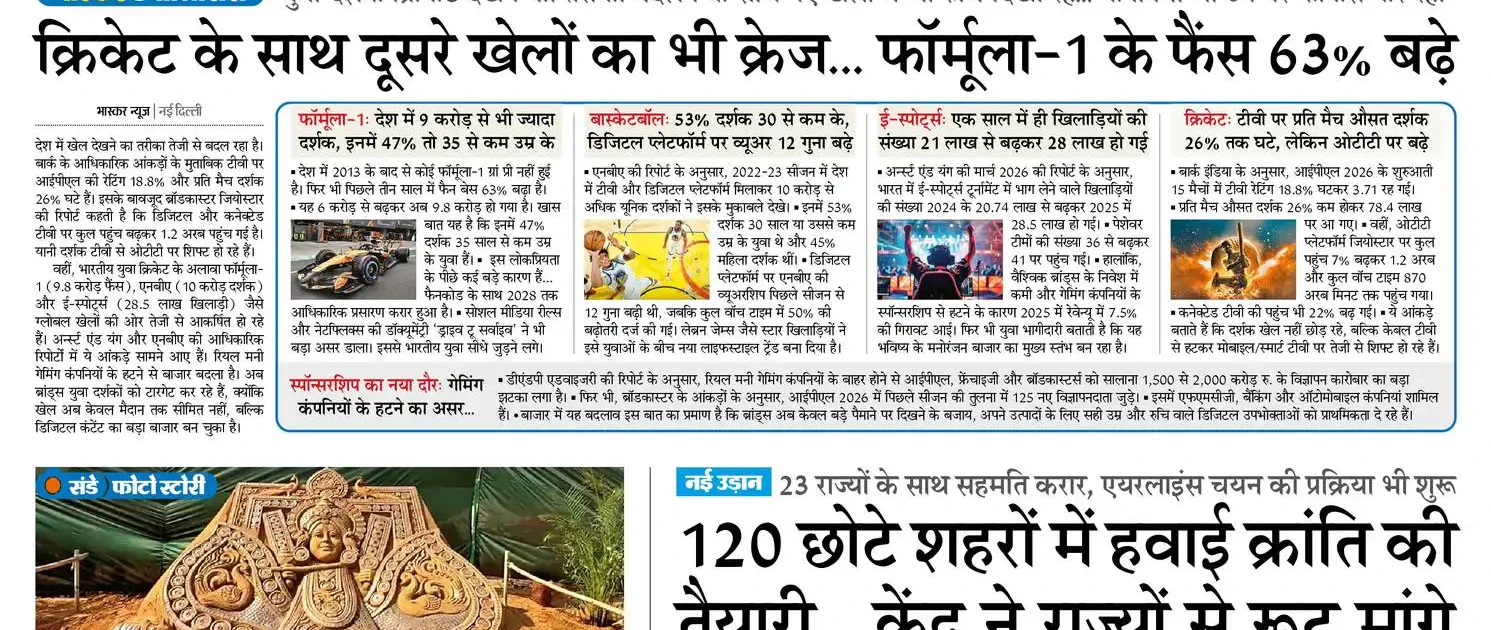 क्रिकेट के साथ दूसरे खेलों का भी क्रेज... फॉर्मूला-1 के फैंस 63% बढ़े
भास्कर न्यूज | नई दिल्ली
देश में खेल देखने का तरीका तेजी से बदल रहा है।
बार्क के आधिकारिक आंकड़ों के मुताबिक टीवी पर
आईपीएल की रेटिंग 18.8% और प्रति मैच दर्शक
26% घटे हैं। इसके बावजूद ब्रॉडकास्टर जियोस्टार
की रिपोर्ट कहती है कि डिजिटल और कनेक्टेड
टीवी पर कुल पहुंच बढ़कर 1.2 अरब पहुंच गई है।
यानी दर्शक टीवी से ओटीटी पर शिफ्ट हो रहे हैं।
वहीं, भारतीय युवा क्रिकेट के अलावा फॉर्मूला-
1 (9.8 करोड़ फैंस), एनबीए (10 करोड़ दर्शक)
और ई-स्पोर्ट्स (28.5 लाख खिलाड़ी) जैसे
ग्लोबल खेलों की ओर तेजी से आकर्षित हो रहे
हैं। अर्न्स्ट एंड यंग और एनबीए की आधिकारिक
रिपोर्टों में ये आंकड़े सामने आए हैं। रियल मनी
गेमिंग कंपनियों के हटने से बाजार बदला है। अब
ब्रांड्स युवा दर्शकों को टारगेट कर रहे हैं, क्योंकि
खेल अब केवल मैदान तक सीमित नहीं, बल्कि
डिजिटल कंटेंट का बड़ा बाजार बन चुका है।
फॉर्मूला-1: देश में 9 करोड़ से भी ज्यादा
दर्शक, इनमें 47% तो 35 से कम उम्र के
▪ देश में 2013 के बाद से कोई फॉर्मूला-1 ग्रां प्री नहीं हुई
है। फिर भी पिछले तीन साल में फैन बेस 63% बढ़ा है।
▪ यह 6 करोड़ से बढ़कर अब 9.8 करोड़ हो गया है। खास
बात यह है कि इनमें 47%
दर्शक 35 साल से कम उम्र
के युवा हैं। ▪ इस लोकप्रियता
के पीछे कई बड़े कारण हैं...
फैनकोड के साथ 2028 तक
आधिकारिक प्रसारण करार हुआ है। ▪ सोशल मीडिया रील्स
और नेटफ्लिक्स की डॉक्यूमेंट्री 'ड्राइव टू सर्वाइव' ने भी
बड़ा असर डाला। इससे भारतीय युवा सीधे जुड़ने लगे।
बास्केटबॉल: 53% दर्शक 30 से कम के,
डिजिटल प्लेटफॉर्म पर व्यूअर 12 गुना बढ़े
▪ एनबीए की रिपोर्ट के अनुसार, 2022-23 सीजन में देश
में टीवी और डिजिटल प्लेटफॉर्म मिलाकर 10 करोड़ से
अधिक यूनिक दर्शकों ने इसके मुकाबले देखे। ▪ इनमें 53%
दर्शक 30 साल या उससे कम
उम्र के युवा थे और 45%
महिला दर्शक थीं। ▪ डिजिटल
प्लेटफॉर्म पर एनबीए की
व्यूअरशिप पिछले सीजन से
12 गुना बढ़ी थी, जबकि कुल वॉच टाइम में 50% की
बढ़ोतरी दर्ज की गई। लेब्रन जेम्स जैसे स्टार खिलाड़ियों ने
इसे युवाओं के बीच नया लाइफस्टाइल ट्रेंड बना दिया है।
ई-स्पोर्ट्स: एक साल में ही खिलाड़ियों की
संख्या 21 लाख से बढ़कर 28 लाख हो गई
▪ अर्न्स्ट एंड यंग की मार्च 2026 की रिपोर्ट के अनुसार,
भारत में ई-स्पोर्ट्स टूर्नामेंट में भाग लेने वाले खिलाड़ियों
की संख्या 2024 के 20.74 लाख से बढ़कर 2025 में
28.5 लाख हो गई। ▪ पेशेवर
टीमों की संख्या 36 से बढ़कर
41 पर पहुंच गई। ▪ हालांकि,
वैश्विक ब्रांड्स के निवेश में
कमी और गेमिंग कंपनियों के
स्पॉन्सरशिप से हटने के कारण 2025 में रेवेन्यू में 7.5%
की गिरावट आई। फिर भी युवा भागीदारी बताती है कि यह
भविष्य के मनोरंजन बाजार का मुख्य स्तंभ बन रहा है।
क्रिकेट: टीवी पर प्रति मैच औसत दर्शक
26% तक घटे, लेकिन ओटीटी पर बढ़े
▪ बार्क इंडिया के अनुसार, आईपीएल 2026 के शुरुआती
15 मैचों में टीवी रेटिंग 18.8% घटकर 3.71 रह गई।
▪ प्रति मैच औसत दर्शक 26% कम होकर 78.4 लाख
पर आ गए। ▪ वहीं, ओटीटी
प्लेटफॉर्म जियोस्टार पर कुल
पहुंच 7% बढ़कर 1.2 अरब
और कुल वॉच टाइम 870
अरब मिनट तक पहुंच गया।
▪ कनेक्टेड टीवी की पहुंच भी 22% बढ़ गई। ▪ ये आंकड़े
बताते हैं कि दर्शक खेल नहीं छोड़ रहे, बल्कि केबल टीवी
से हटकर मोबाइल/स्मार्ट टीवी पर तेजी से शिफ्ट हो रहे हैं।
स्पॉन्सरशिप का नया दौर: गेमिंग
कंपनियों के हटने का असर...
▪ डीएंडपी एडवाइजरी की रिपोर्ट के अनुसार, रियल मनी गेमिंग कंपनियों के बाहर होने से आईपीएल, फ्रेंचाइजी और ब्रॉडकास्टर्स को सालाना 1,500 से 2,000 करोड़ रु. के विज्ञापन कारोबार का बड़ा
झटका लगा है। ▪ फिर भी, ब्रॉडकास्टर के आंकड़ों के अनुसार, आईपीएल 2026 में पिछले सीजन की तुलना में 125 नए विज्ञापनदाता जुड़े। ▪ इसमें एफएमसीजी, बैंकिंग और ऑटोमोबाइल कंपनियां शामिल
हैं। ▪ बाजार में यह बदलाव इस बात का प्रमाण है कि ब्रांड्स अब केवल बड़े पैमाने पर दिखने के बजाय, अपने उत्पादों के लिए सही उम्र और रुचि वाले डिजिटल उपभोक्ताओं को प्राथमिकता दे रहे हैं।
संडे फोटो स्टोरी
नई उड़ान 23 राज्यों के साथ सहमति करार, एयरलाइंस चयन की प्रक्रिया भी शुरू
120 छोटे शहरों में हवाई क्रांति की
तैयारी... केंद्र ने राज्यों से रूट मांगे